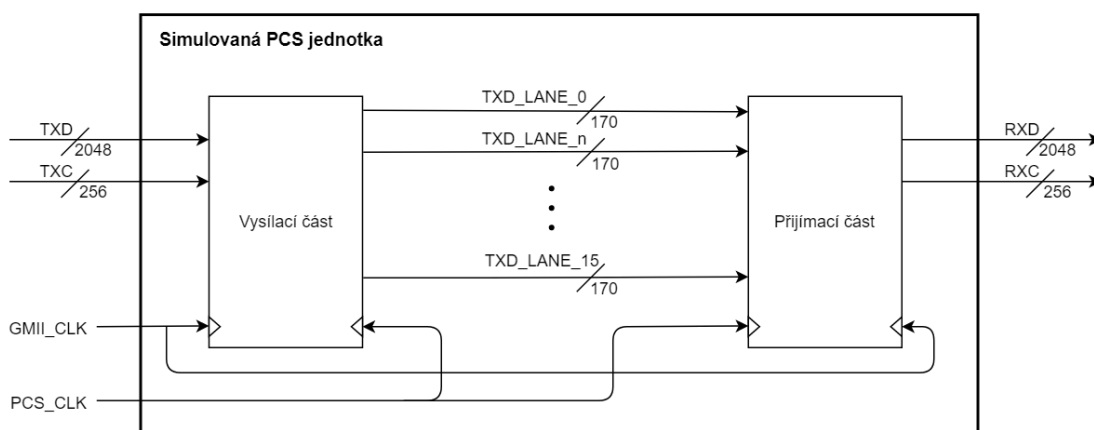 Simulovaná PCS jednotka
TXD
2048
TXC
256
TXD_LANE_0
170
TXD_LANE_n
170
TXD_LANE_15
170
RXD
2048
RXC
256
Vysílací část
Přijímací část
GMII_CLK
PCS_CLK